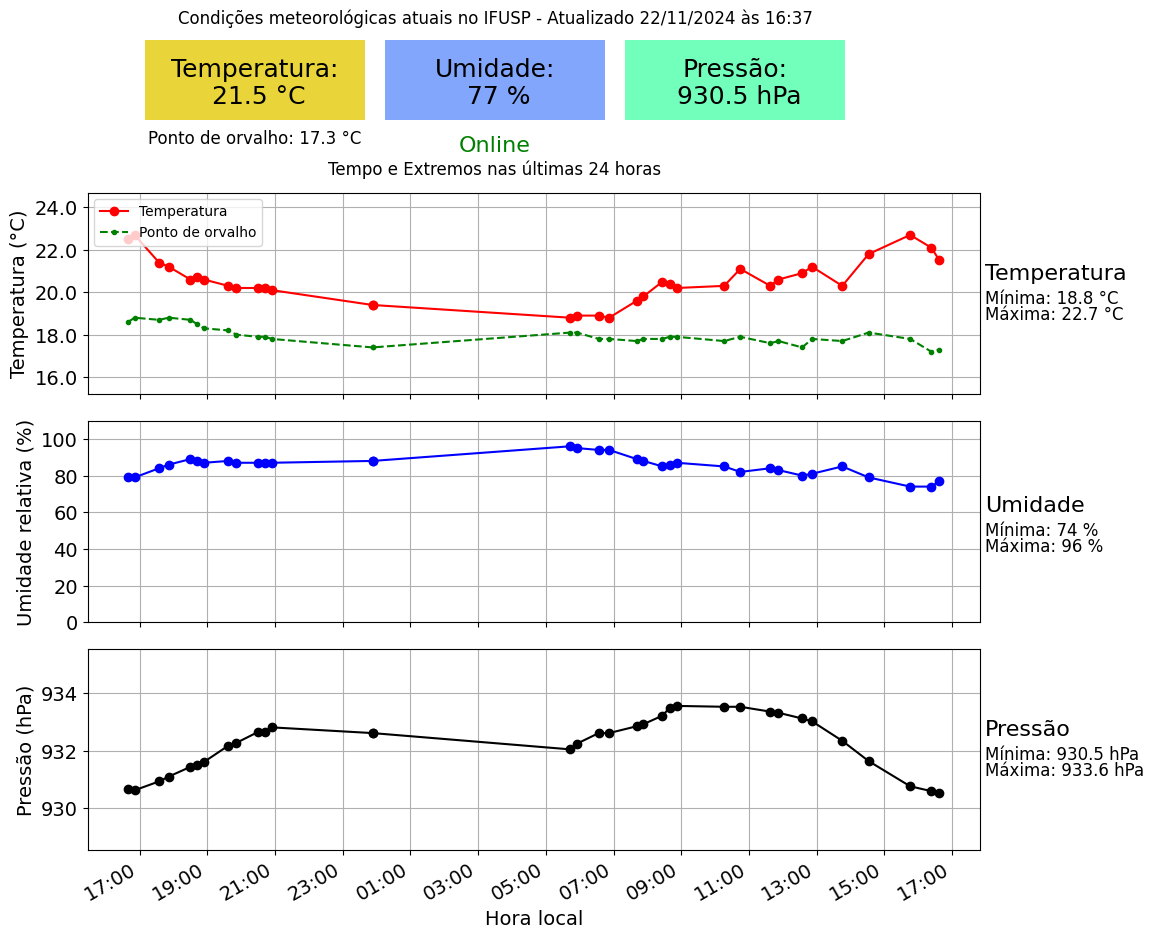 Condições meteorológicas atuais no IFUSP - Atualizado 22/11/2024 às 16:37
Temperatura:
21.5 °C
Umidade:
77 %
Pressão:
930.5 hPa
Ponto de orvalho: 17.3 °C
Online
Tempo e Extremos nas últimas 24 horas
Temperatura (°C)
24.0
22.0
20.0
18.0
16.0
Temperatura
Ponto de orvalho
Temperatura
Mínima: 18.8 °C
Máxima: 22.7 °C
Umidade relativa (%)
100
80
60
40
20
0
Umidade
Mínima: 74 %
Máxima: 96 %
Pressão (hPa)
934
932
930
Pressão
Mínima: 930.5 hPa
Máxima: 933.6 hPa
17:00 19:00 21:00 23:00 01:00 03:00 05:00 07:00 09:00 11:00 13:00 15:00 17:00
Hora local